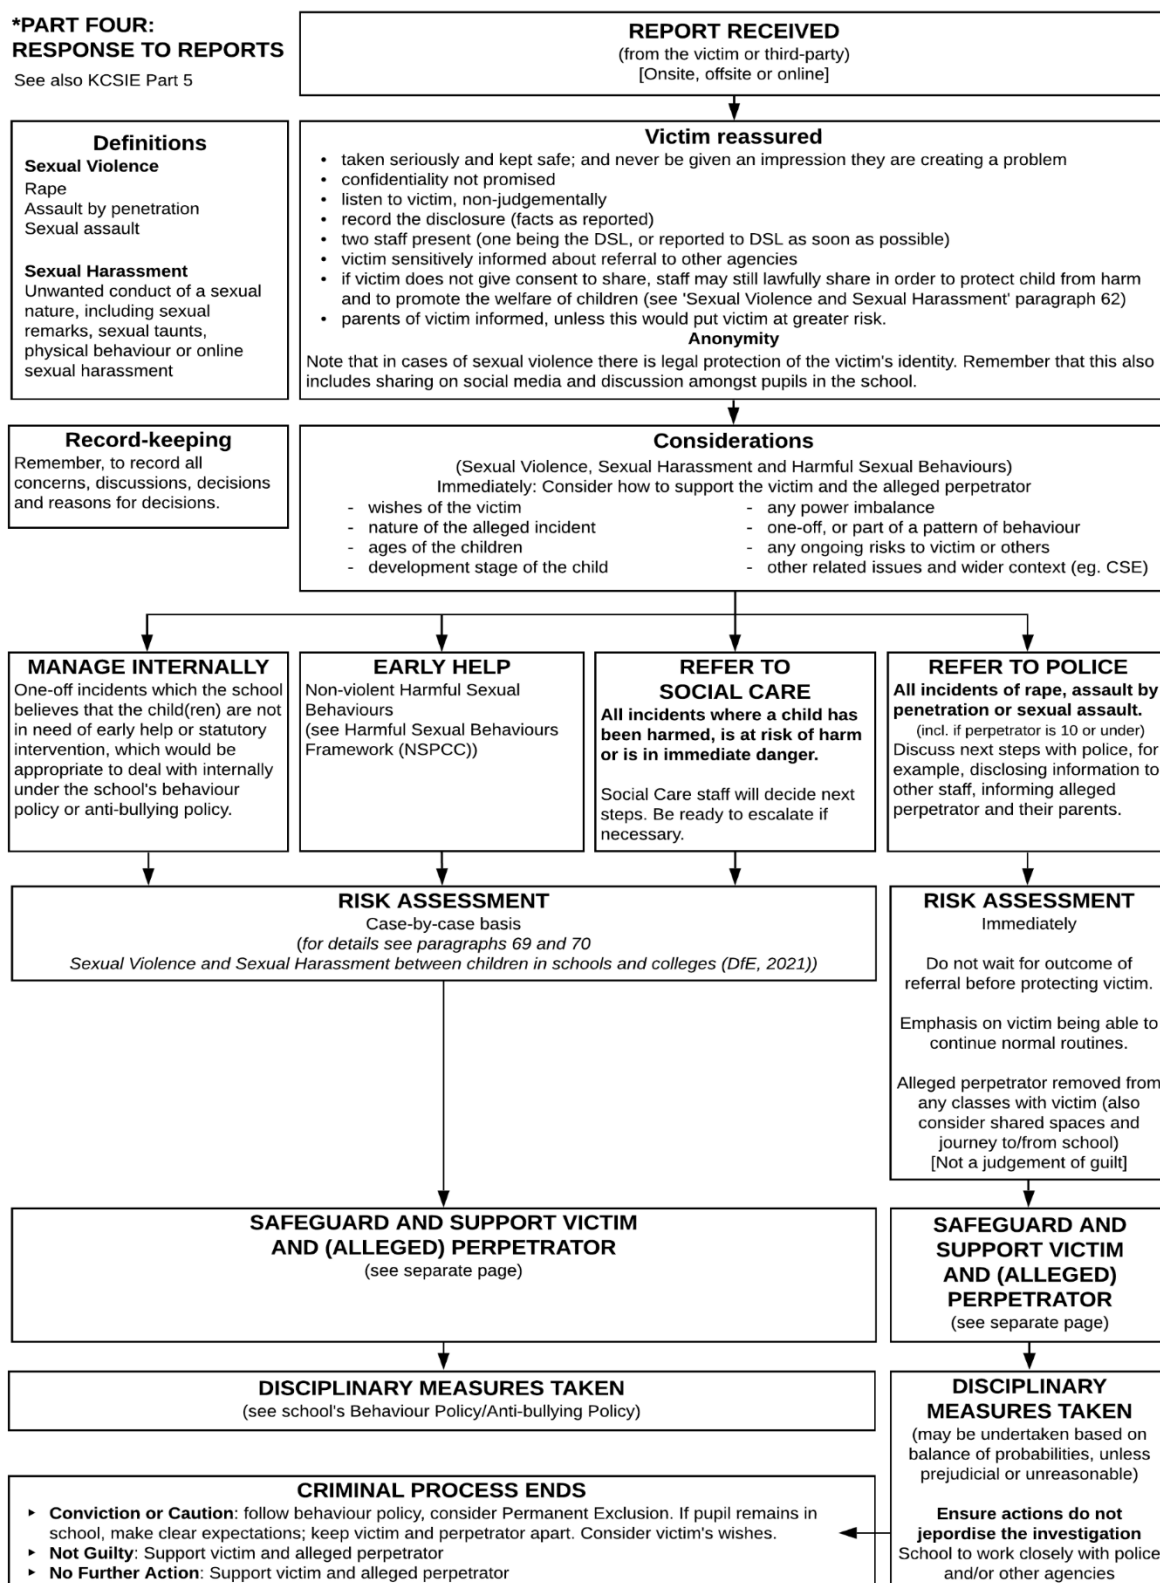 *PART FOUR:
RESPONSE TO REPORTS
See also KCSIE Part 5
REPORT RECEIVED
(from the victim or third-party)
[Onsite, offsite or online]
Definitions
Sexual Violence
Rape
Assault by penetration
Sexual assault
Sexual Harassment
Unwanted conduct of a sexual
nature, including sexual
remarks, sexual taunts,
physical behaviour or online
sexual harassment
Victim reassured
• taken seriously and kept safe; and never be given an impression they are creating a problem
• confidentiality not promised
• listen to victim, non-judgementally
• record the disclosure (facts as reported)
• two staff present (one being the DSL, or reported to DSL as soon as possible)
• victim sensitively informed about referral to other agencies
• if victim does not give consent to share, staff may still lawfully share in order to protect child from harm
and to promote the welfare of children (see 'Sexual Violence and Sexual Harassment' paragraph 62)
• parents of victim informed, unless this would put victim at greater risk.
Anonymity
Note that in cases of sexual violence there is legal protection of the victim's identity. Remember that this also
includes sharing on social media and discussion amongst pupils in the school.
Record-keeping
Remember, to record all
concerns, discussions, decisions
and reasons for decisions.
Considerations
(Sexual Violence, Sexual Harassment and Harmful Sexual Behaviours)
Immediately: Consider how to support the victim and the alleged perpetrator
- wishes of the victim
- nature of the alleged incident
- ages of the children
- development stage of the child
- any power imbalance
- one-off, or part of a pattern of behaviour
- any ongoing risks to victim or others
- other related issues and wider context (eg. CSE)
MANAGE INTERNALLY
One-off incidents which the school
believes that the child(ren) are not
in need of early help or statutory
intervention, which would be
appropriate to deal with internally
under the school's behaviour
policy or anti-bullying policy.
EARLY HELP
Non-violent Harmful Sexual
Behaviours
(see Harmful Sexual Behaviours
Framework (NSPCC))
REFER TO
SOCIAL CARE
All incidents where a child has
been harmed, is at risk of harm
or is in immediate danger.
Social Care staff will decide next
steps. Be ready to escalate if
necessary.
REFER TO POLICE
All incidents of rape, assault by
penetration or sexual assault.
(incl. if perpetrator is 10 or under)
Discuss next steps with police, for
example, disclosing information to
other staff, informing alleged
perpetrator and their parents.
RISK ASSESSMENT
Case-by-case basis
(for details see paragraphs 69 and 70
Sexual Violence and Sexual Harassment between children in schools and colleges (DfE, 2021))
RISK ASSESSMENT
Immediately
Do not wait for outcome of
referral before protecting victim.
Emphasis on victim being able to
continue normal routines.
Alleged perpetrator removed from
any classes with victim (also
consider shared spaces and
journey to/from school)
[Not a judgement of guilt]
SAFEGUARD AND SUPPORT VICTIM
AND (ALLEGED) PERPETRATOR
(see separate page)
SAFEGUARD AND
SUPPORT VICTIM
AND (ALLEGED)
PERPETRATOR
(see separate page)
DISCIPLINARY MEASURES TAKEN
(see school's Behaviour Policy/Anti-bullying Policy)
DISCIPLINARY
MEASURES TAKEN
(may be undertaken based on
balance of probabilities, unless
prejudicial or unreasonable)
Ensure actions do not
jepordise the investigation
School to work closely with police
and/or other agencies
CRIMINAL PROCESS ENDS
▸ Conviction or Caution: follow behaviour policy, consider Permanent Exclusion. If pupil remains in
school, make clear expectations; keep victim and perpetrator apart. Consider victim's wishes.
▸ Not Guilty: Support victim and alleged perpetrator
▸ No Further Action: Support victim and alleged perpetrator